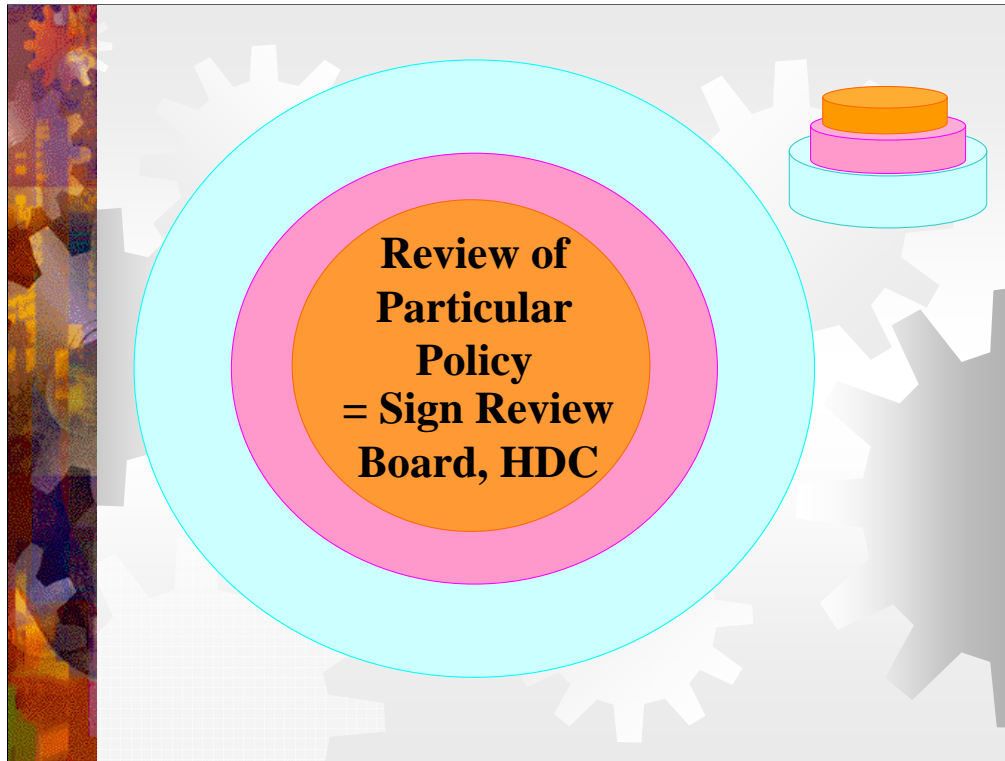 Review of
Particular
Policy
= Sign Review
Board, HDC